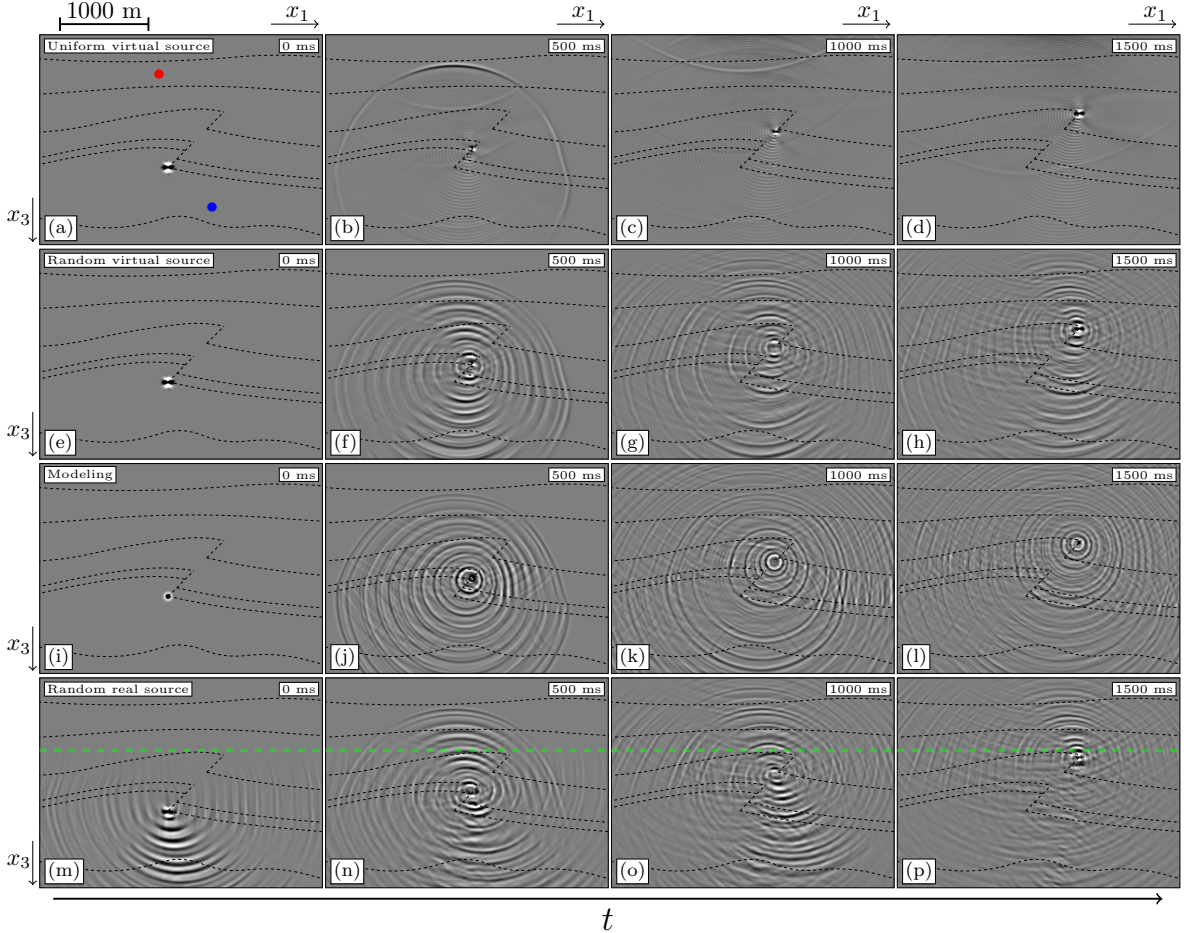 1000 m
x₁ x₁ x₁ x₁
Uniform virtual source 0 ms 500 ms 1000 ms 1500 ms
x₃
(a) (b) (c) (d)
Random virtual source 0 ms 500 ms 1000 ms 1500 ms
x₃
(e) (f) (g) (h)
Modeling 0 ms 500 ms 1000 ms 1500 ms
x₃
(i) (j) (k) (l)
Random real source 0 ms 500 ms 1000 ms 1500 ms
x₃
(m) (n) (o) (p)
t